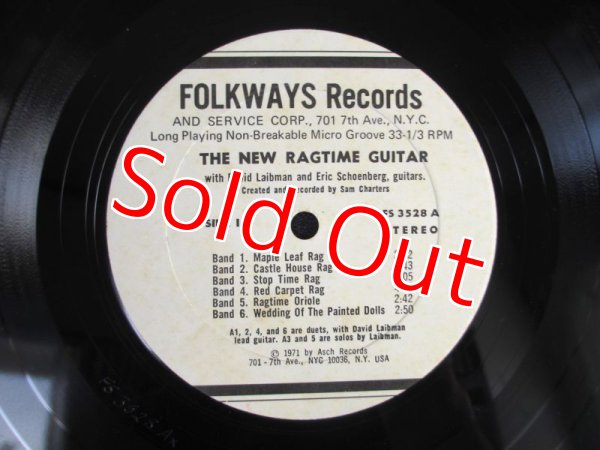 FOLKWAYS Records
AND SERVICE CORP., 701 7th Ave., N.Y.C.
Long Playing Non-Breakable Micro Groove 33-1/3 RPM
THE NEW RAGTIME GUITAR
with David Laibman and Eric Schoenberg, guitars.
Created and recorded by Sam Charters
FS 3528 A
STEREO
Sold Out
Band 1. Maple Leaf Rag
Band 2. Castle House Rag
Band 3. Stop Time Rag
Band 4. Red Carpet Rag
Band 5. Ragtime Oriole 2:42
Band 6. Wedding Of The Painted Dolls 2:50
A1, 2, 4, and 6 are duets, with David Laibman
lead guitar. A3 and 5 are solos by Laibman.
© 1971 by Asch Records
701 - 7th Ave., NYC 10036, N.Y. USA